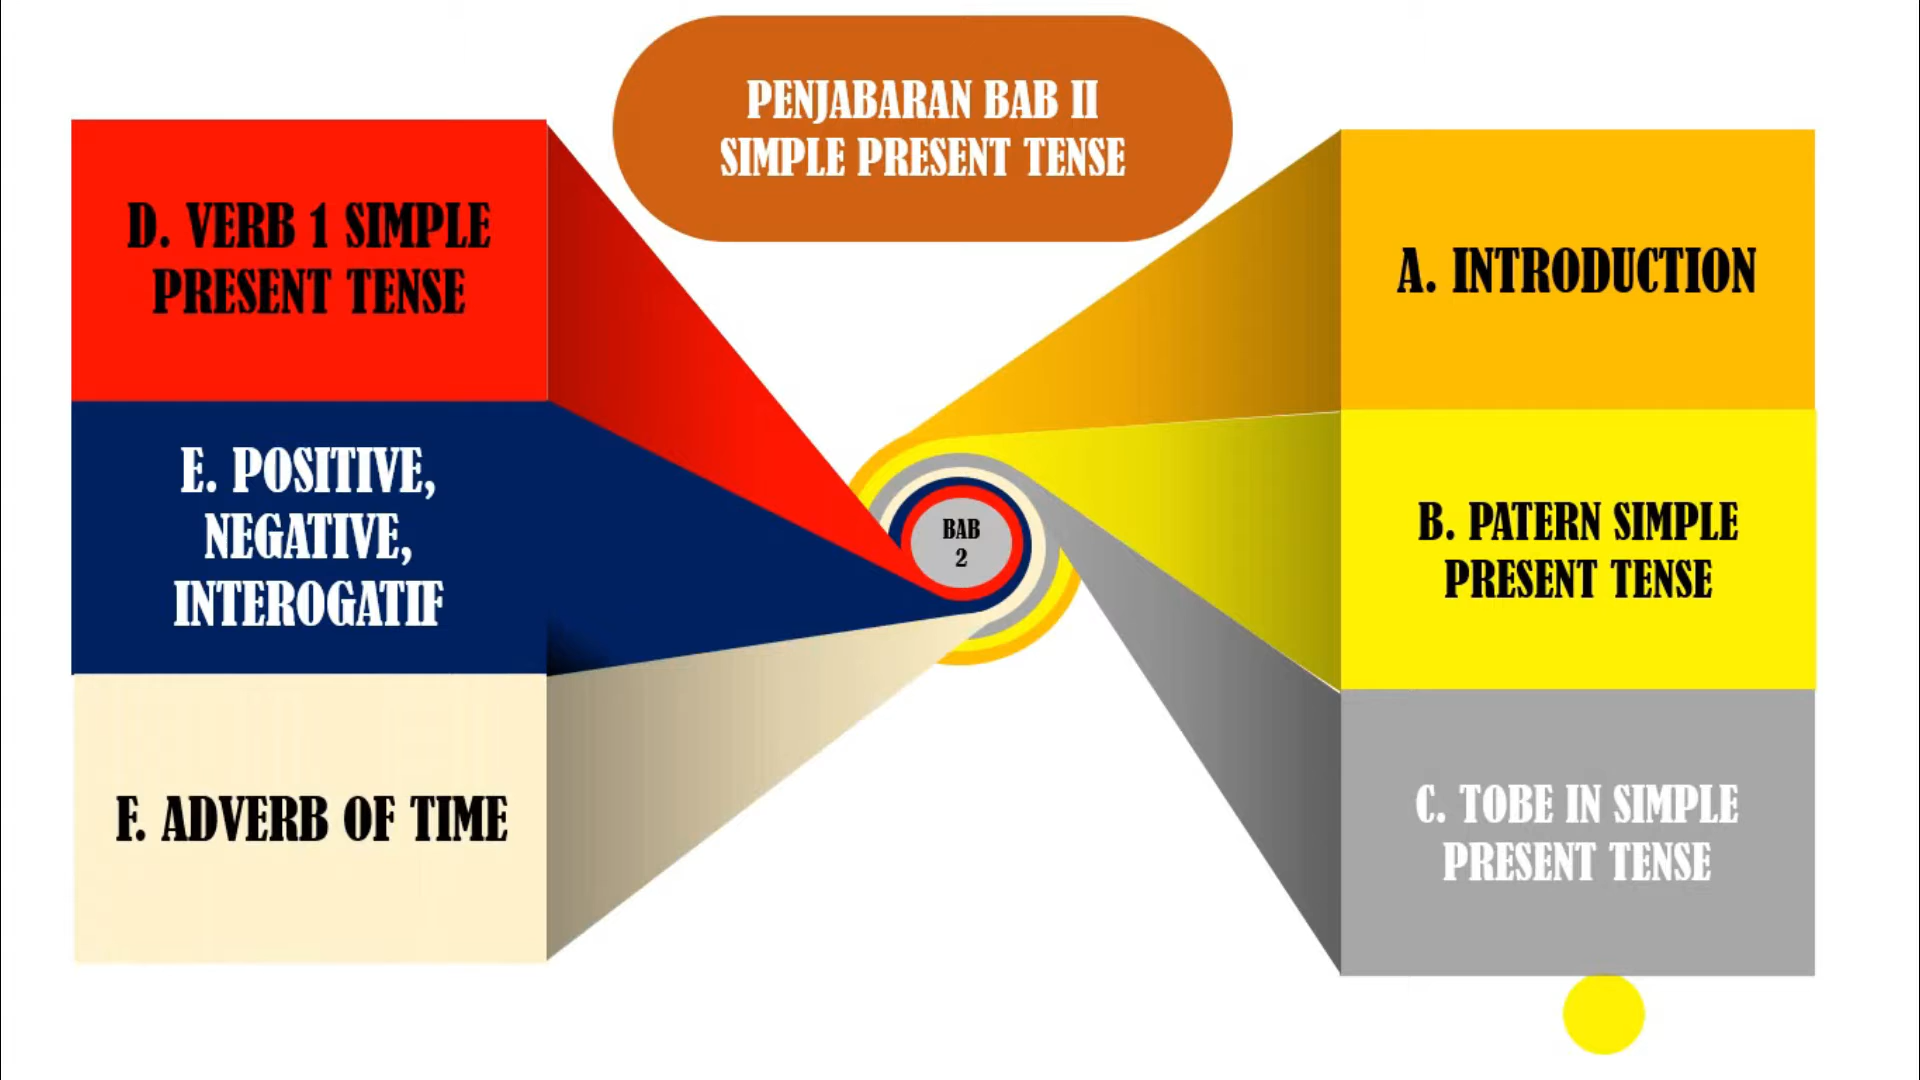 PENJABARAN BAB II
SIMPLE PRESENT TENSE
D. VERB 1 SIMPLE
PRESENT TENSE
E. POSITIVE,
NEGATIVE,
INTEROGATIF
F. ADVERB OF TIME
BAB
2
A. INTRODUCTION
B. PATERN SIMPLE
PRESENT TENSE
C. TOBE IN SIMPLE
PRESENT TENSE